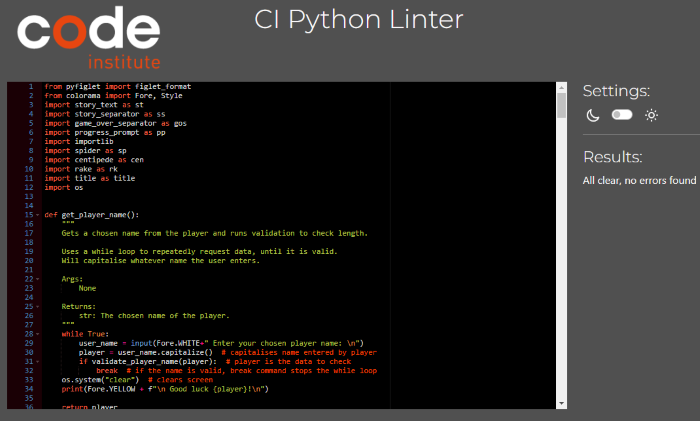 code
institute
CI Python Linter
1 from pyfiglet import figlet_format
2 from colorama import Fore, Style
3 import story_text as st
4 import story_separator as ss
5 import game_over_separator as gos
6 import progress_prompt as pp
7 import importlib
8 import spider as sp
9 import centipede as cen
10 import rake as rk
11 import title as title
12 import os
13
14
15 def get_player_name():
16 """
17 Gets a chosen name from the player and runs validation to check length.
18
19 Uses a while loop to repeatedly request data, until it is valid.
20 Will capitalise whatever name the user enters.
21
22 Args:
23 None
24
25 Returns:
26 str: The chosen name of the player.
27 """
28 while True:
29 user_name = input(Fore.WHITE+" Enter your chosen player name: \n")
30 player = user_name.capitalize()  # capitalises name entered by player
31 if validate_player_name(player):  # player is the data to check
32 break  # if the name is valid, break command stops the while loop
33 os.system("clear")  # clears screen
34 print(Fore.YELLOW + f"\n Good luck {player}!\n")
35
36 return player
Settings:
Results:
All clear, no errors found